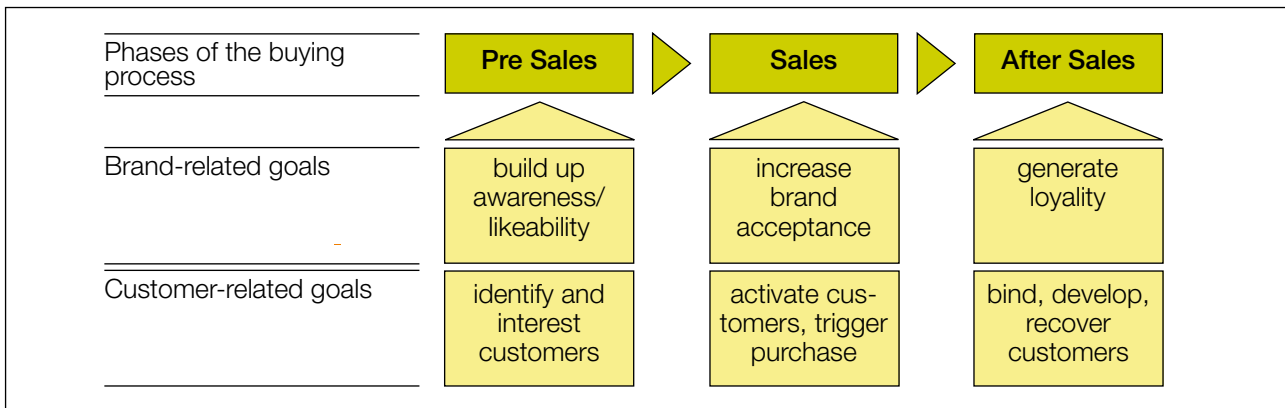 Phases of the buying
process
Pre Sales
Sales
After Sales
Brand-related goals
build up
awareness/
likeability
increase
brand
acceptance
generate
loyality
Customer-related goals
identify and
interest
customers
activate cus-
tomers, trigger
purchase
bind, develop,
recover
customers